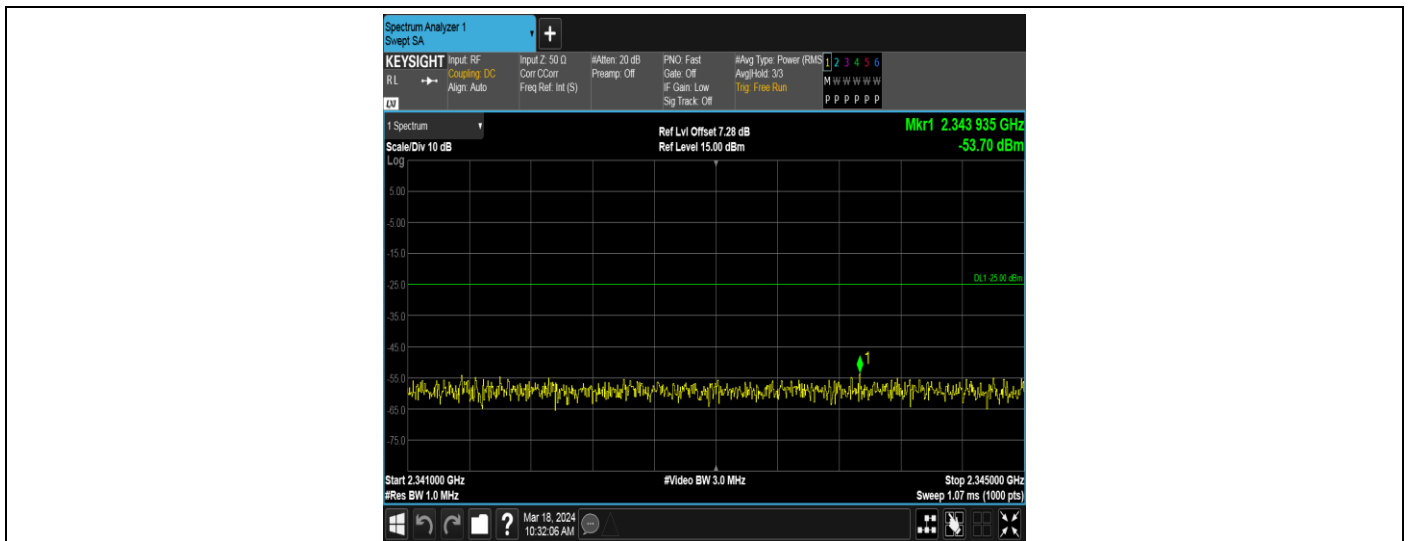 Spectrum Analyzer 1
Swept SA
+
KEYSIGHT Input: RF Input Z: 50 Ω #Atten: 20 dB PNO: Fast #Avg Type: Power (RMS 1 2 3 4 5 6
RL Coupling: DC Corr CCorr Preamp: Off Gate: Off Avg|Hold: 3/3 M W W W W W
Align: Auto Freq Ref: Int (S) IF Gain: Low Trig: Free Run
Sig Track: Off P P P P P P
1 Spectrum
Ref Lvl Offset 7.28 dB Mkr1 2.343 935 GHz
Scale/Div 10 dB Ref Level 15.00 dBm -53.70 dBm
Log
5.00
-5.00
-15.0
DL1 -25.00 dBm
-25.0
-35.0
-45.0
1
-55.0
-65.0
-75.0
Start 2.341000 GHz #Video BW 3.0 MHz Stop 2.345000 GHz
#Res BW 1.0 MHz Sweep 1.07 ms (1000 pts)
? Mar 18, 2024
10:32:06 AM